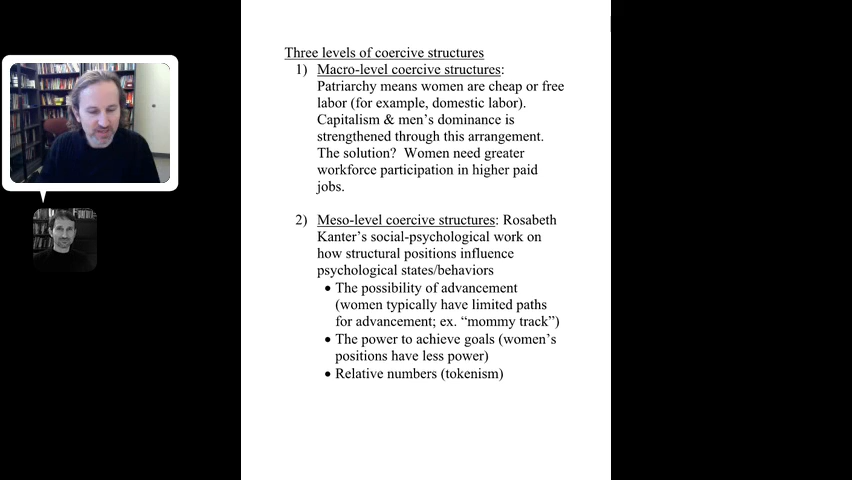 Three levels of coercive structures
1) Macro-level coercive structures:
Patriarchy means women are cheap or free
labor (for example, domestic labor).
Capitalism & men’s dominance is
strengthened through this arrangement.
The solution?  Women need greater
workforce participation in higher paid
jobs.
2) Meso-level coercive structures: Rosabeth
Kanter’s social-psychological work on
how structural positions influence
psychological states/behaviors
• The possibility of advancement
(women typically have limited paths
for advancement; ex. “mommy track”)
• The power to achieve goals (women’s
positions have less power)
• Relative numbers (tokenism)